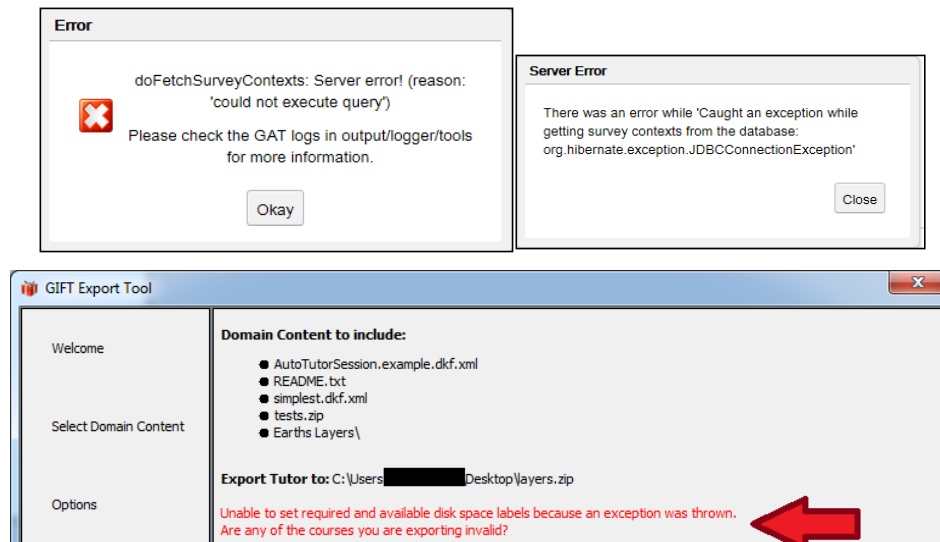 Error
doFetchSurveyContexts: Server error! (reason:
'could not execute query')
Please check the GAT logs in output/logger/tools
for more information.
Okay
Server Error
There was an error while 'Caught an exception while
getting survey contexts from the database:
org.hibernate.exception.JDBCConnectionException'
Close
GIFT Export Tool
Welcome
Select Domain Content
Options
Domain Content to include:
AutoTutorSession.example.dkf.xml
README.txt
simplest.dkf.xml
tests.zip
Earths Layers\
Export Tutor to: C:\Users Desktop\layers.zip
Unable to set required and available disk space labels because an exception was thrown.
Are any of the courses you are exporting invalid?